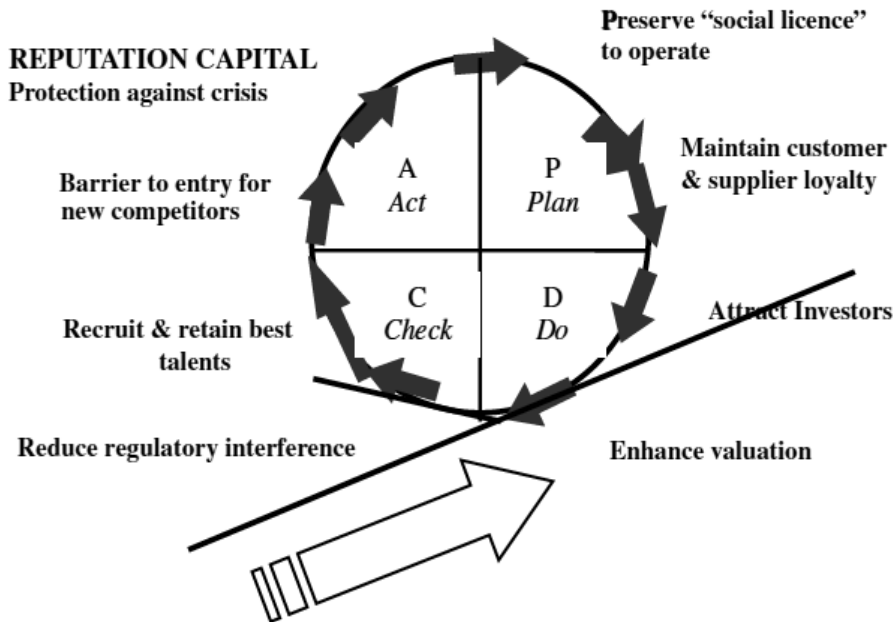 Preserve “social licence”
to operate
REPUTATION CAPITAL
Protection against crisis
Maintain customer
& supplier loyalty
Barrier to entry for
new competitors
A
Act
P
Plan
C
Check
D
Do
Attract Investors
Recruit & retain best
talents
Reduce regulatory interference
Enhance valuation